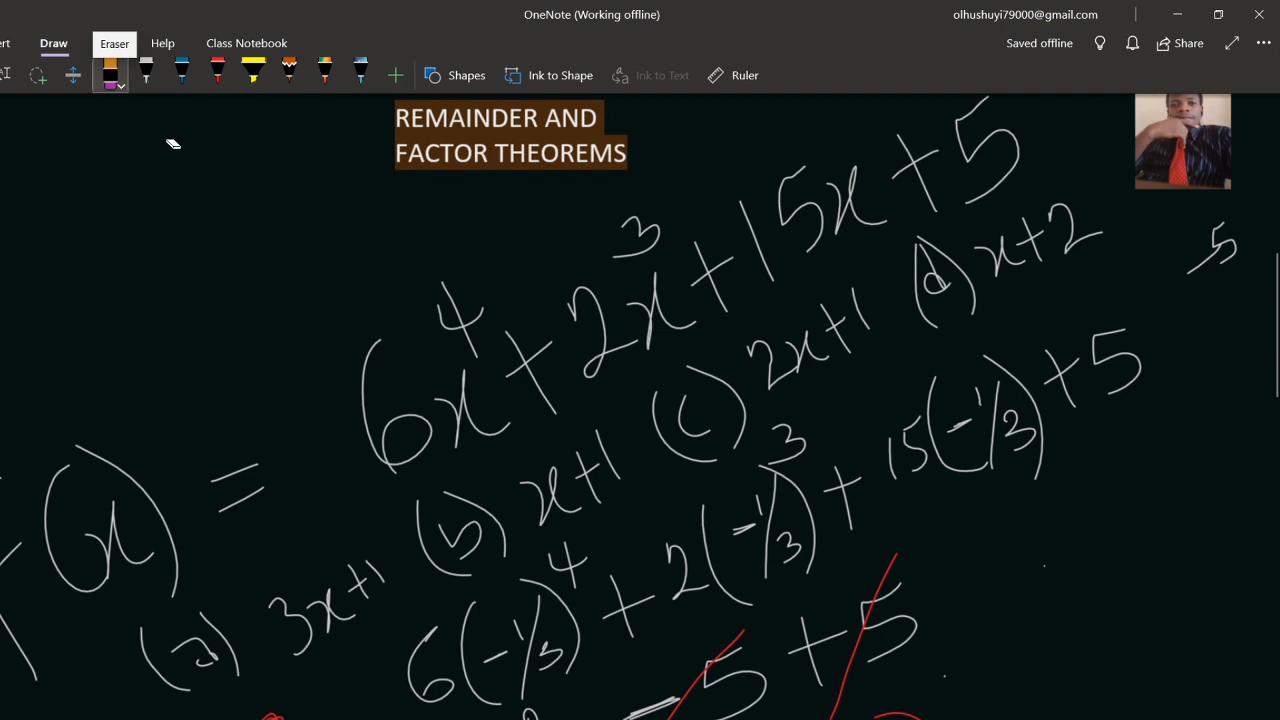 OneNote (Working offline)
olhushuyi79000@gmail.com
ert Draw Eraser Help Class Notebook
Saved offline Share
Shapes Ink to Shape Ink to Text Ruler
REMAINDER AND
FACTOR THEOREMS
f(x) = 6x⁴+2x³+15x+5
(a) 3x+1 (b) x+1 (c) 2x+1 (d) x+2
6(-1/3)⁴+2(-1/3)³+15(-1/3)+5
-5+5
5